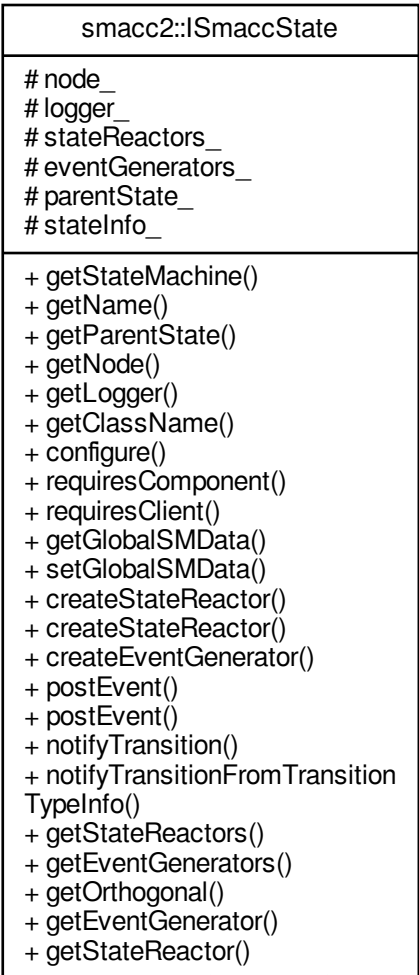 smacc2::ISmaccState
# node_
# logger_
# stateReactors_
# eventGenerators_
# parentState_
# stateInfo_
+ getStateMachine()
+ getName()
+ getParentState()
+ getNode()
+ getLogger()
+ getClassName()
+ configure()
+ requiresComponent()
+ requiresClient()
+ getGlobalSMData()
+ setGlobalSMData()
+ createStateReactor()
+ createStateReactor()
+ createEventGenerator()
+ postEvent()
+ postEvent()
+ notifyTransition()
+ notifyTransitionFromTransition
TypeInfo()
+ getStateReactors()
+ getEventGenerators()
+ getOrthogonal()
+ getEventGenerator()
+ getStateReactor()